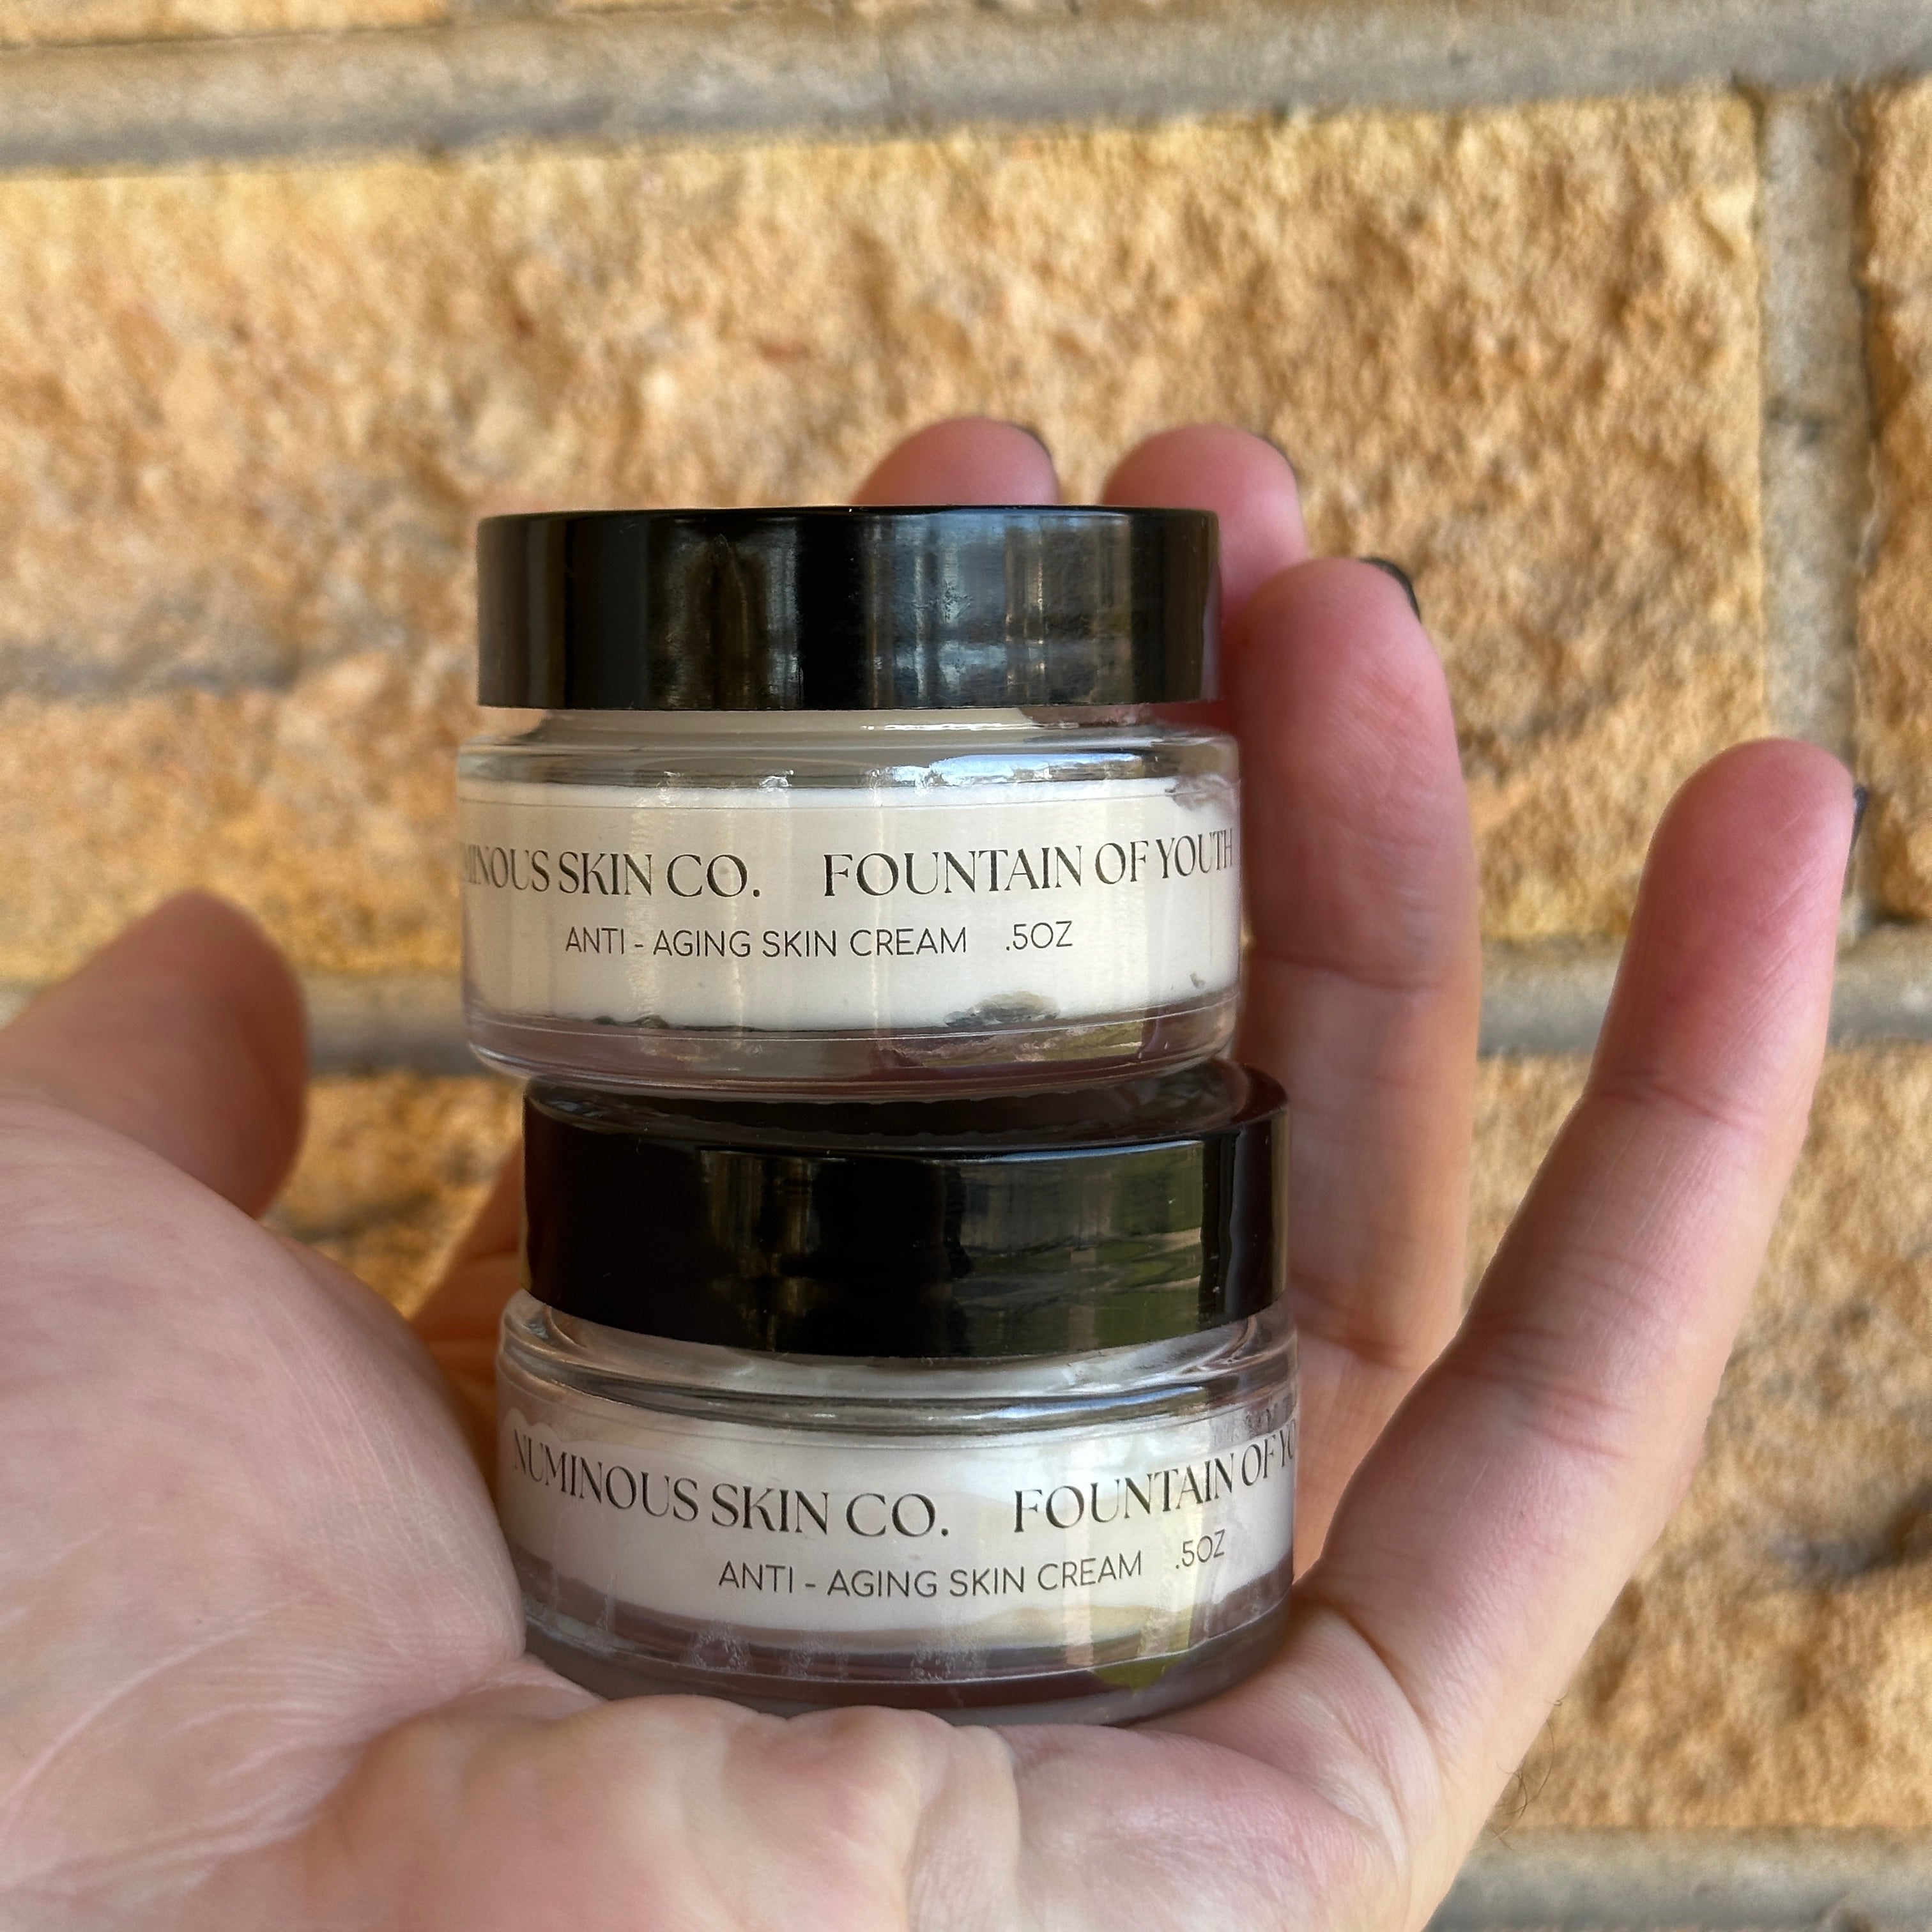 MINOUS SKIN CO. FOUNTAIN OF YOUTH
ANTI - AGING SKIN CREAM .5OZ
NUMINOUS SKIN CO. FOUNTAIN OF YO
ANTI - AGING SKIN CREAM .5OZ